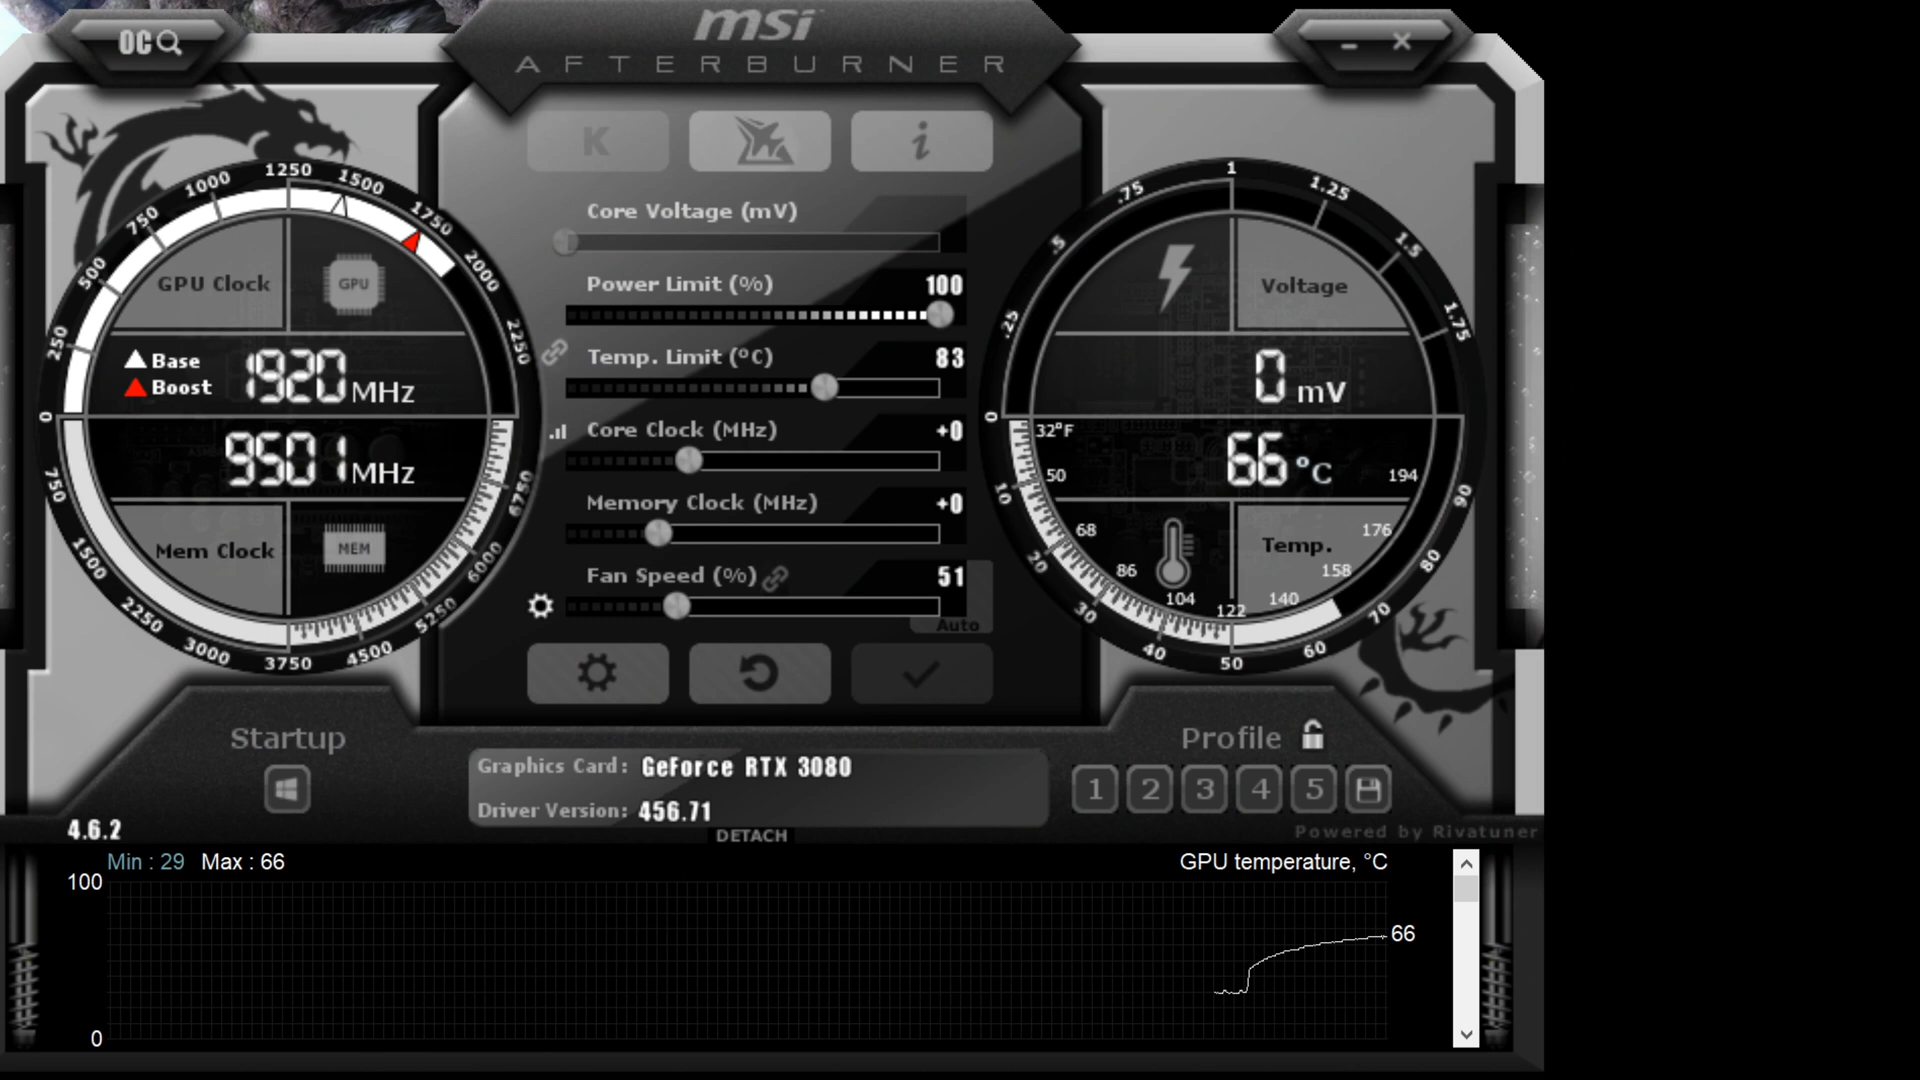 OC
msi
AFTERBURNER
K
i
Core Voltage (mV)
Power Limit (%) 100
Temp. Limit (°C) 83
Core Clock (MHz) +0
Memory Clock (MHz) +0
Fan Speed (%) 51
Auto
0 250 500 750 1000 1250 1500 1750 2000 2250
GPU Clock
GPU
Base
Boost
1920 MHz
9501 MHz
Mem Clock
MEM
750 1500 2250 3000 3750 4500 5250 6000 6750
0 .25 .5 .75 1 1.25 1.5 1.75
Voltage
0 mV
66 °C
Temp.
32°F 50 68 86 104 122 140 158 176 194
10 20 30 40 50 60 70 80 90
Startup
Graphics Card: GeForce RTX 3080
Driver Version: 456.71
DETACH
Profile
1 2 3 4 5
4.6.2
Powered by Rivatuner
Min : 29 Max : 66
GPU temperature, °C
100
66
0